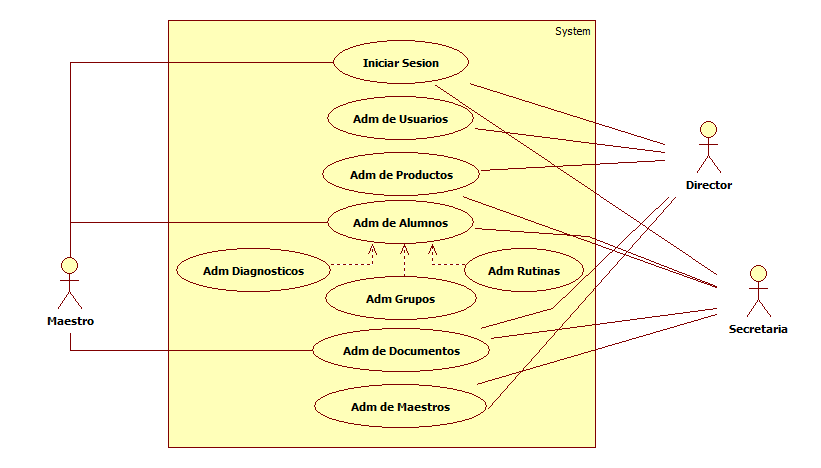 System
Iniciar Sesion
Adm de Usuarios
Adm de Productos
Director
Adm de Alumnos
Adm Diagnosticos
Adm Rutinas
Adm Grupos
Maestro
Secretaria
Adm de Documentos
Adm de Maestros